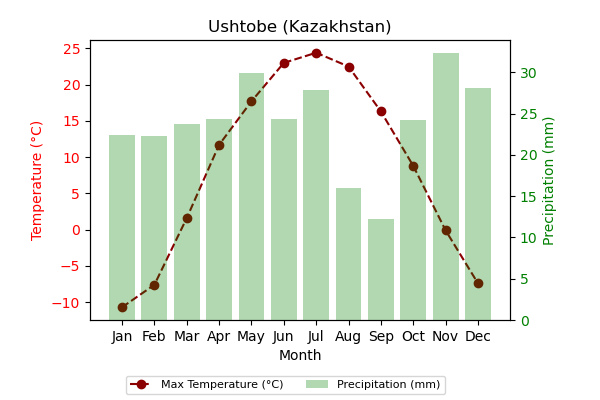 Ushtobe (Kazakhstan)
25
20
15
10
5
0
−5
−10
Temperature (°C)
30
25
20
15
10
5
0
Precipitation (mm)
Jan Feb Mar Apr May Jun Jul Aug Sep Oct Nov Dec
Month
Max Temperature (°C) Precipitation (mm)